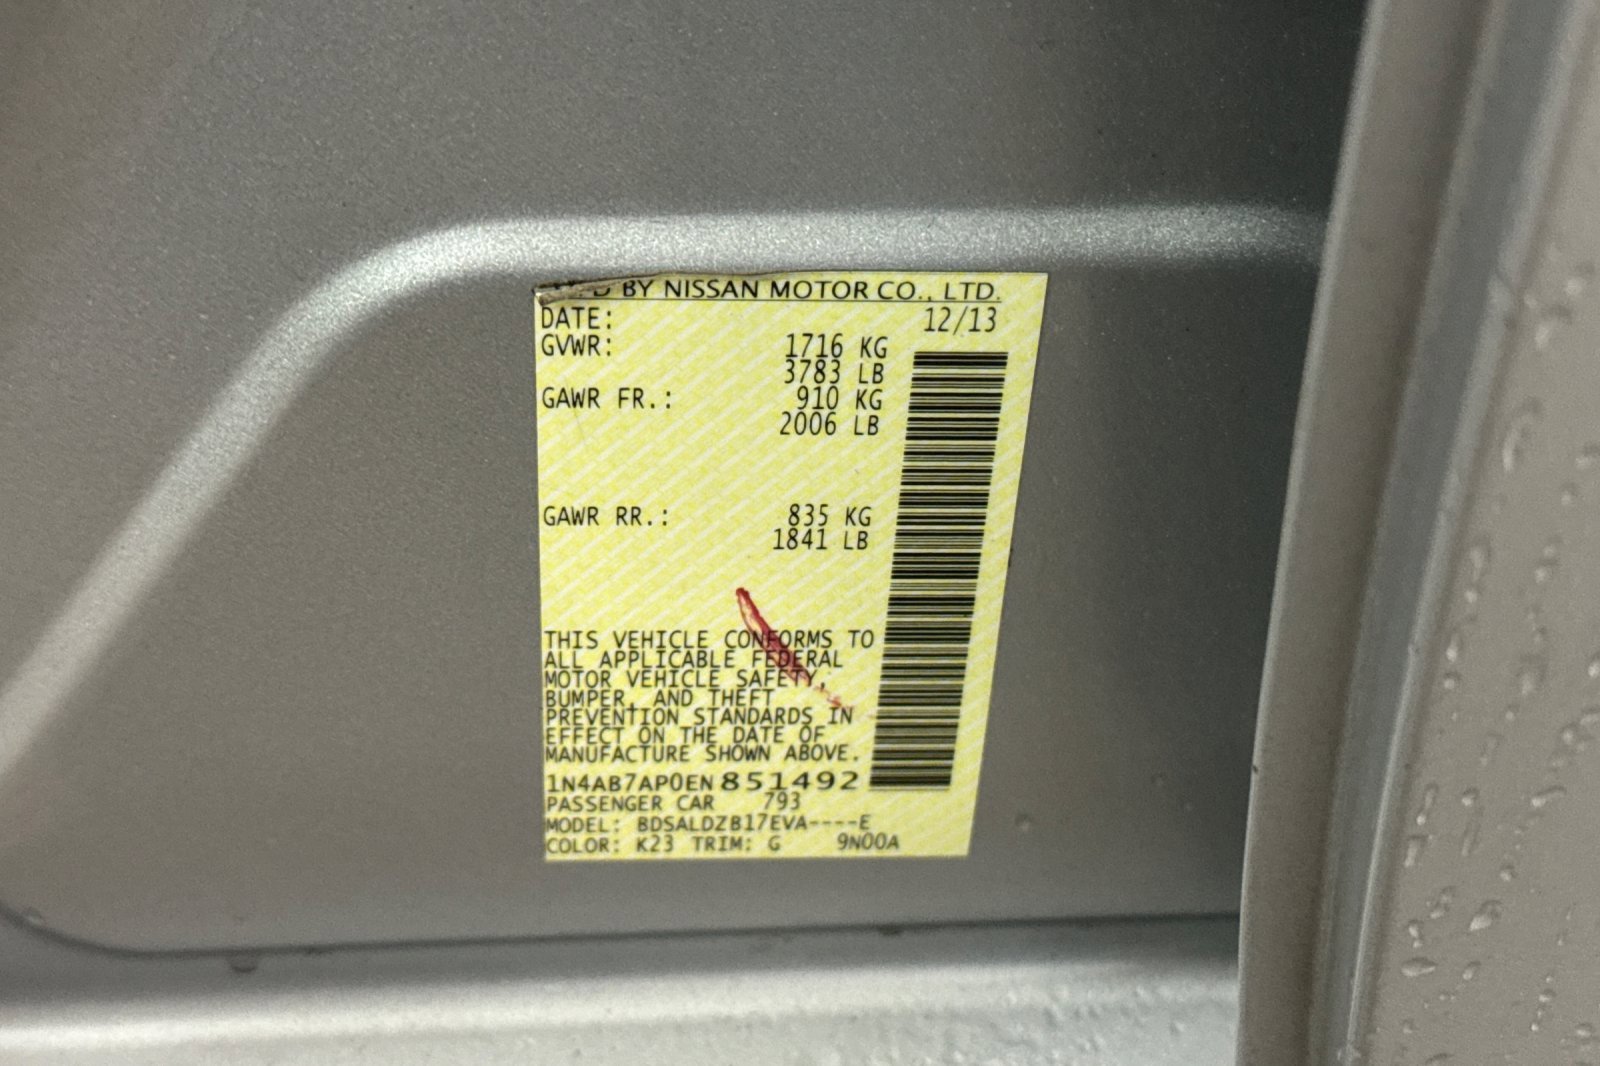 BY NISSAN MOTOR CO., LTD.
DATE: 12/13
GVWR: 1716 KG
3783 LB
GAWR FR.: 910 KG
2006 LB
GAWR RR.: 835 KG
1841 LB
THIS VEHICLE CONFORMS TO
ALL APPLICABLE FEDERAL
MOTOR VEHICLE SAFETY,
BUMPER, AND THEFT
PREVENTION STANDARDS IN
EFFECT ON THE DATE OF
MANUFACTURE SHOWN ABOVE.
1N4AB7AP0EN851492
PASSENGER CAR 793
MODEL: BDSALDZB17EVA----E
COLOR: K23 TRIM: G 9N00A